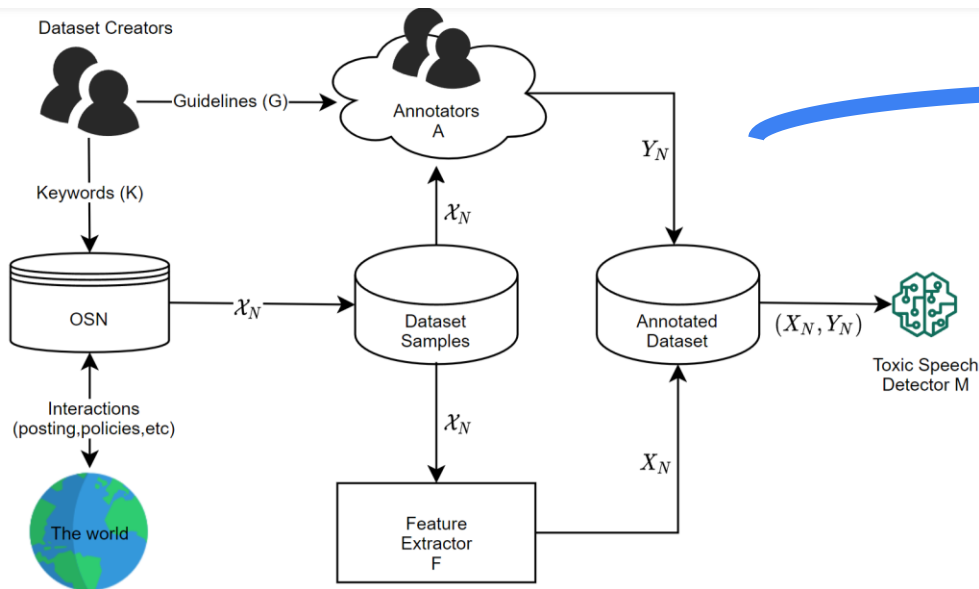 Dataset Creators
Guidelines (G)
Annotators
A
Keywords (K)
Y_N
𝒳_N
OSN
𝒳_N
Dataset
Samples
Annotated
Dataset
(X_N, Y_N)
Toxic Speech
Detector M
Interactions
(posting,policies,etc)
𝒳_N
X_N
The world
Feature
Extractor
F